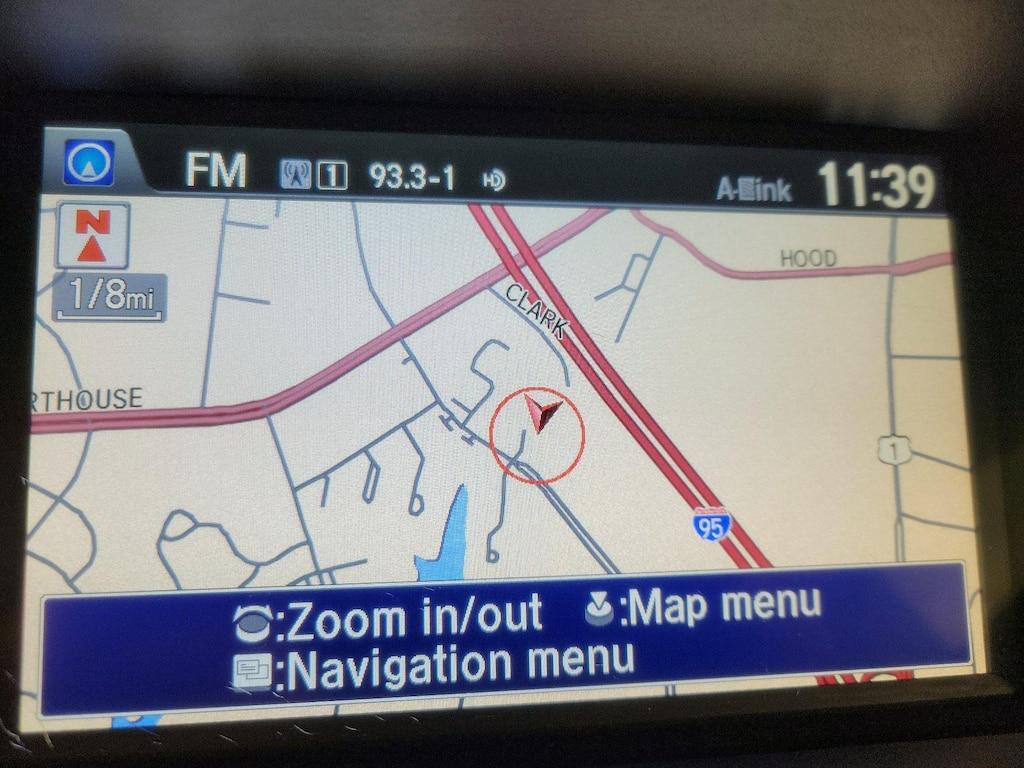 FM 1 93.3-1 HD A-Link 11:39
N
1/8mi
HOOD
CLARK
RTHOUSE
1
95
:Zoom in/out :Map menu
:Navigation menu